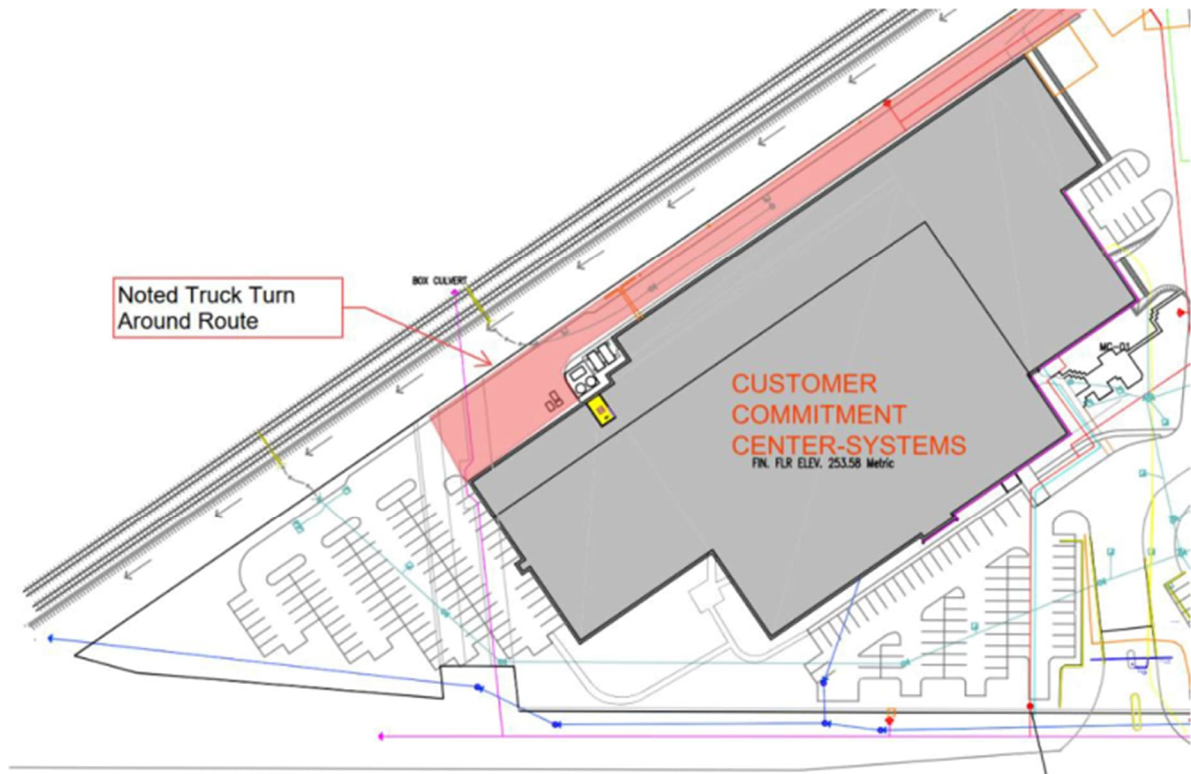 BOX CULVERT
Noted Truck Turn
Around Route
MC-01
CUSTOMER
COMMITMENT
CENTER-SYSTEMS
FIN. FLR ELEV. 253.58 Metric